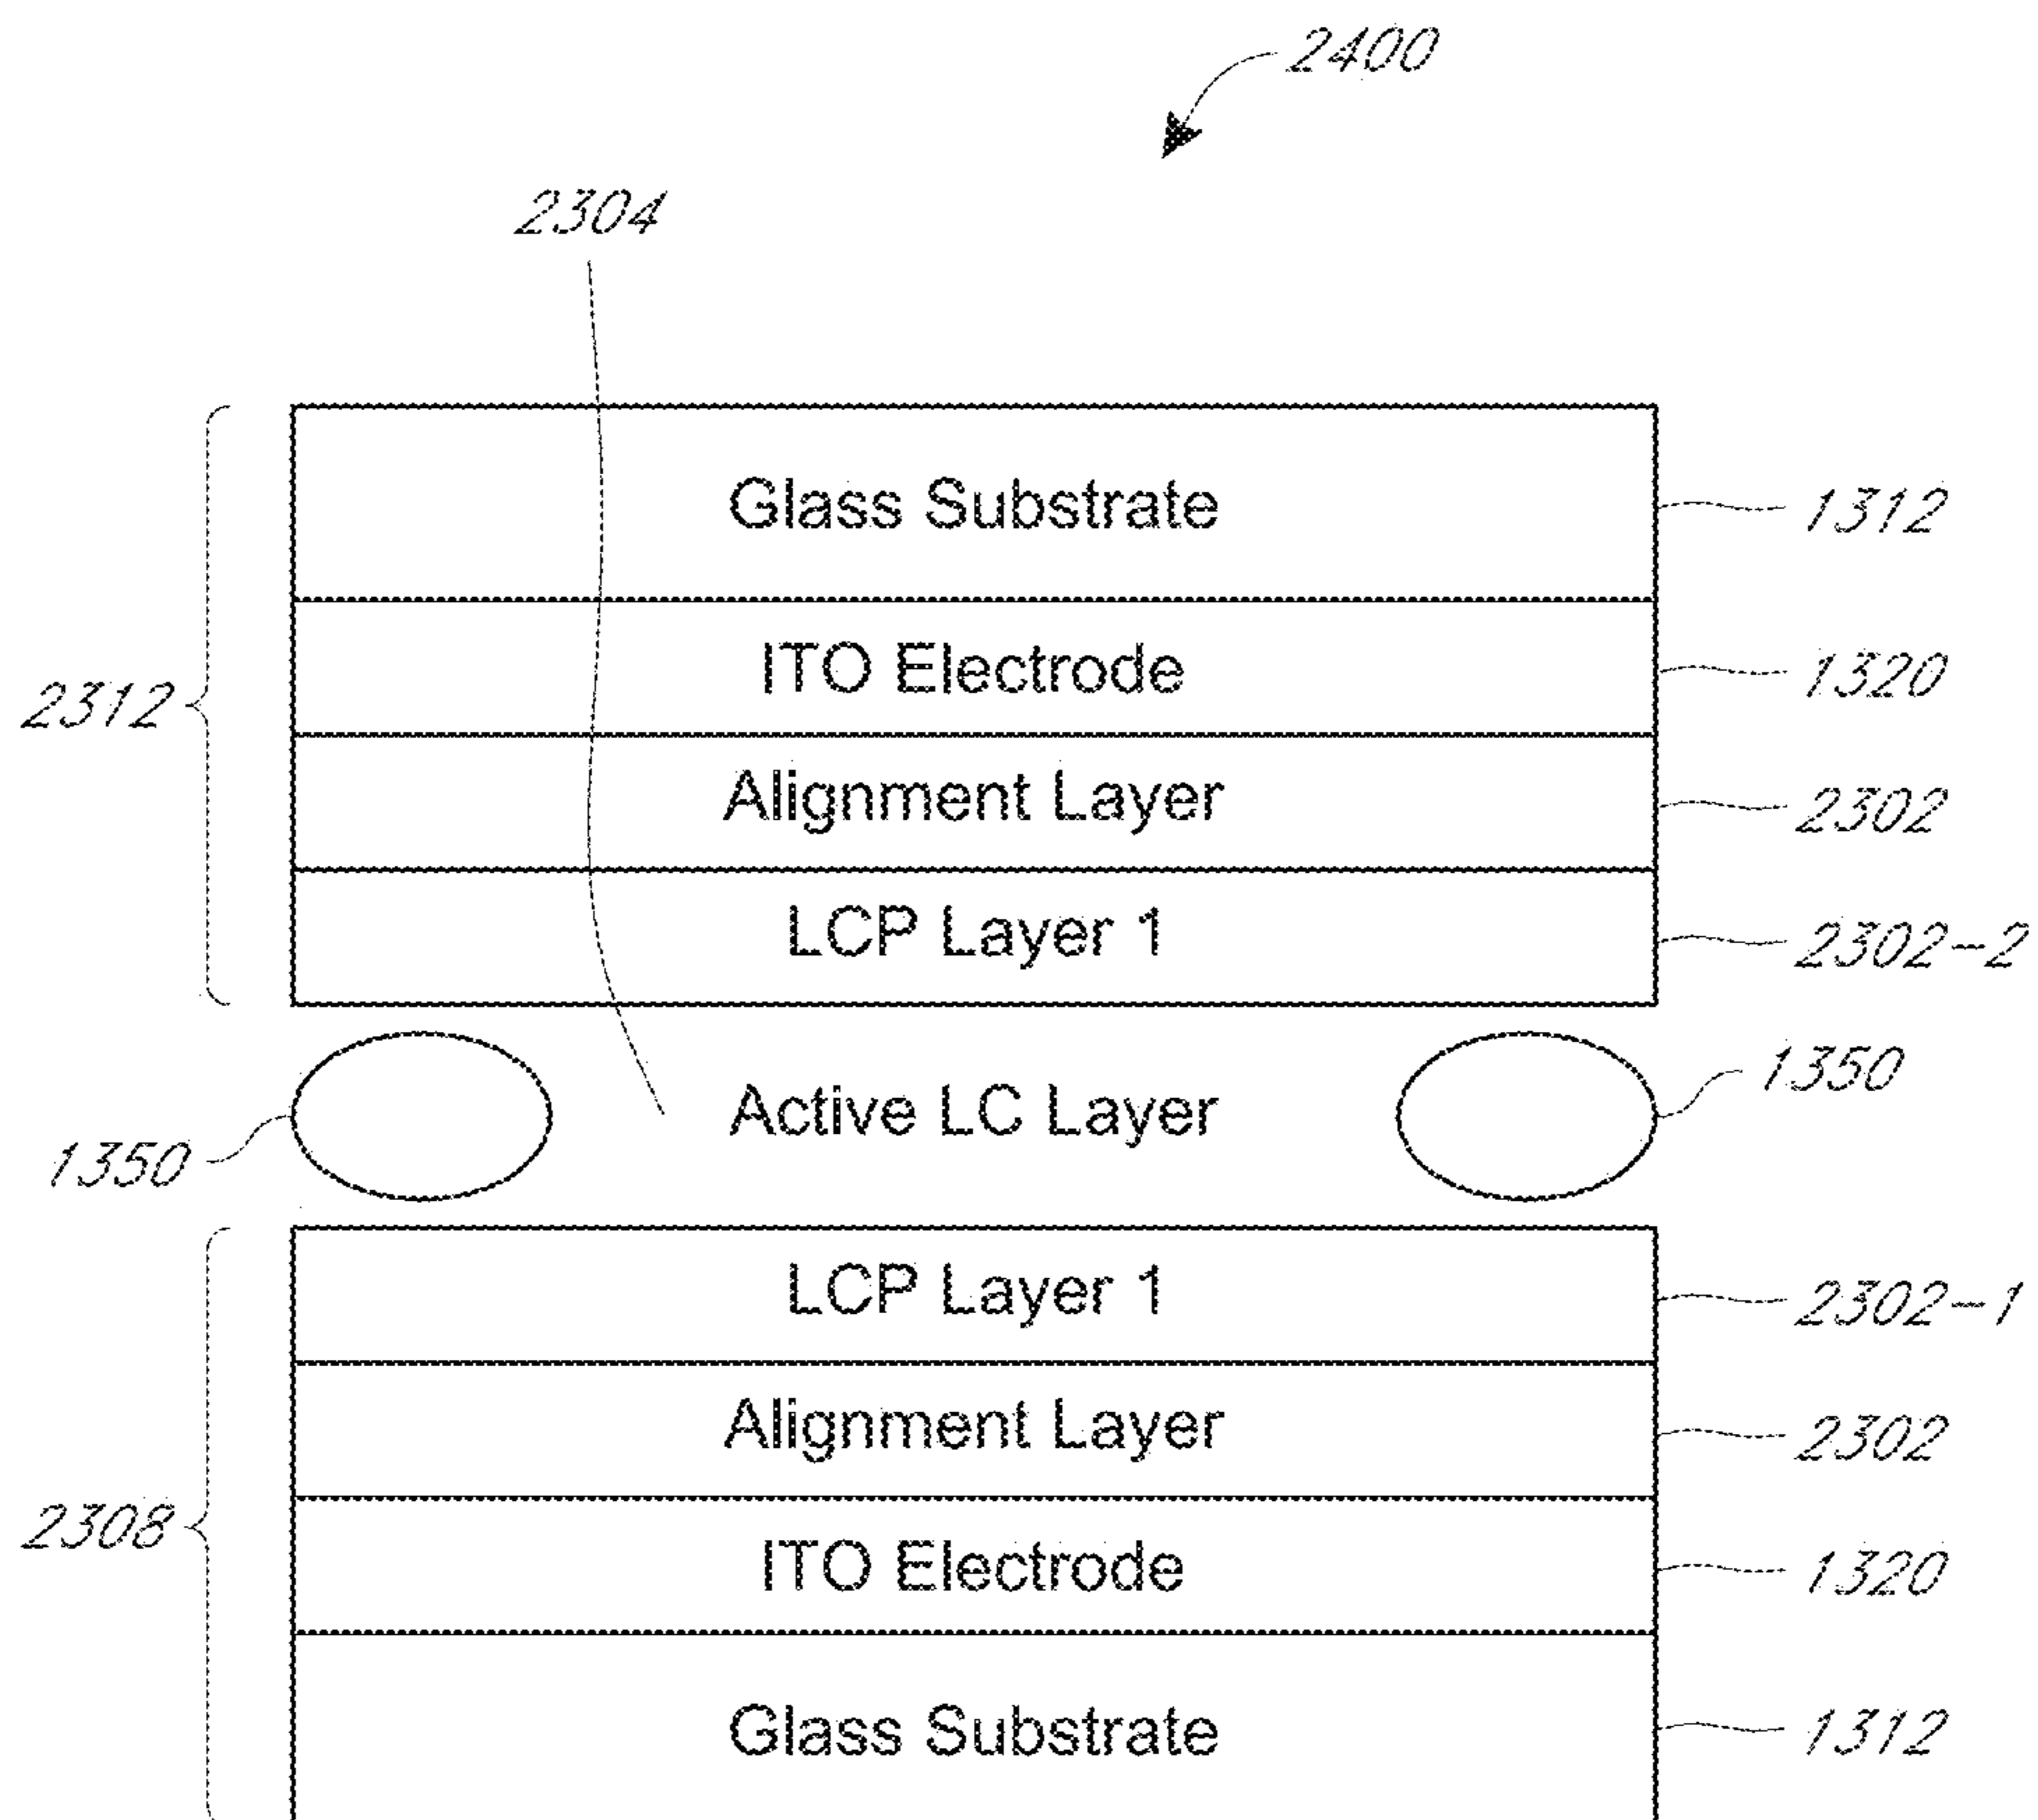 2400
2304
Glass Substrate 1312
ITO Electrode 1320
2312
Alignment Layer 2302
LCP Layer 1 2302-2
Active LC Layer 1350
1350
LCP Layer 1 2302-1
Alignment Layer 2302
2308
ITO Electrode 1320
Glass Substrate 1312